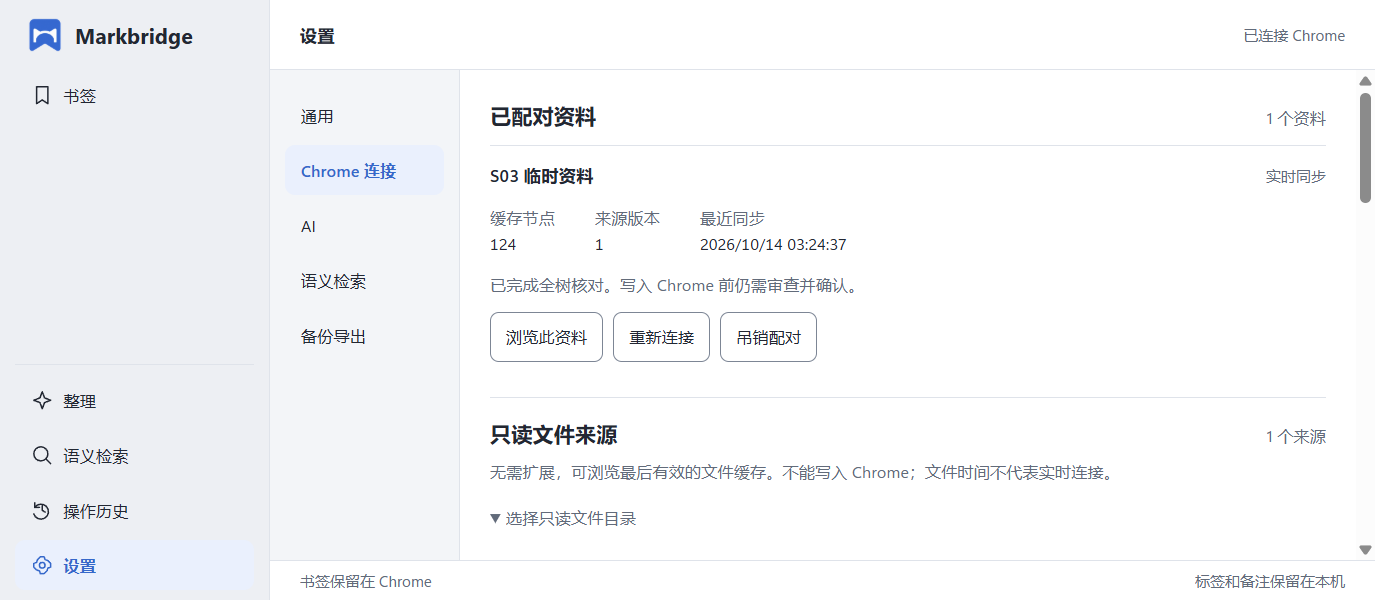 Markbridge
书签
整理
语义检索
操作历史
设置
设置
已连接 Chrome
通用
Chrome 连接
AI
语义检索
备份导出
已配对资料
1 个资料
S03 临时资料
实时同步
缓存节点 来源版本 最近同步
124 1 2026/10/14 03:24:37
已完成全树核对。写入 Chrome 前仍需审查并确认。
浏览此资料 重新连接 吊销配对
只读文件来源
1 个来源
无需扩展，可浏览最后有效的文件缓存。不能写入 Chrome；文件时间不代表实时连接。
▼ 选择只读文件目录
书签保留在 Chrome
标签和备注保留在本机